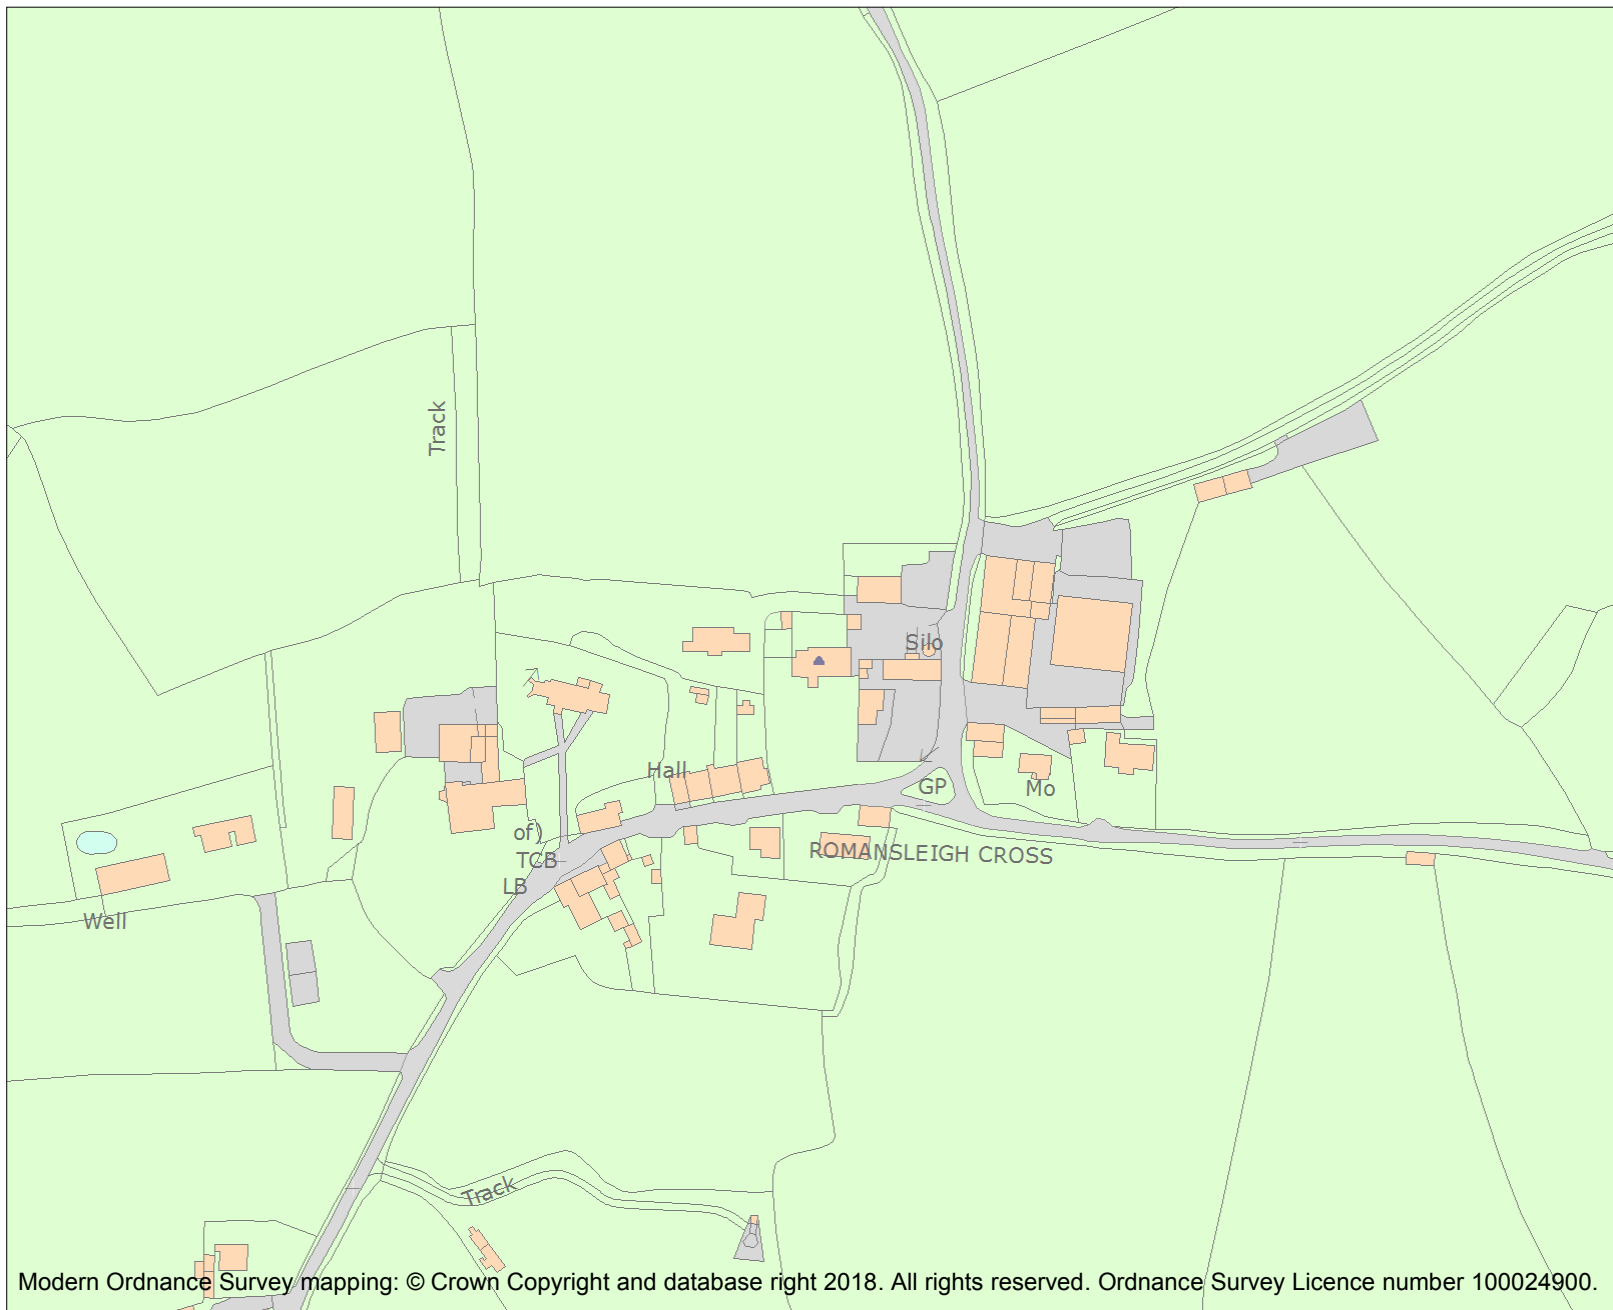 Track
Silo
Hall
GP
Mo
of)
TCB
ROMANSLEIGH CROSS
LB
Well
Track
Modern Ordnance Survey mapping: © Crown Copyright and database right 2018. All rights reserved. Ordnance Survey Licence number 100024900.